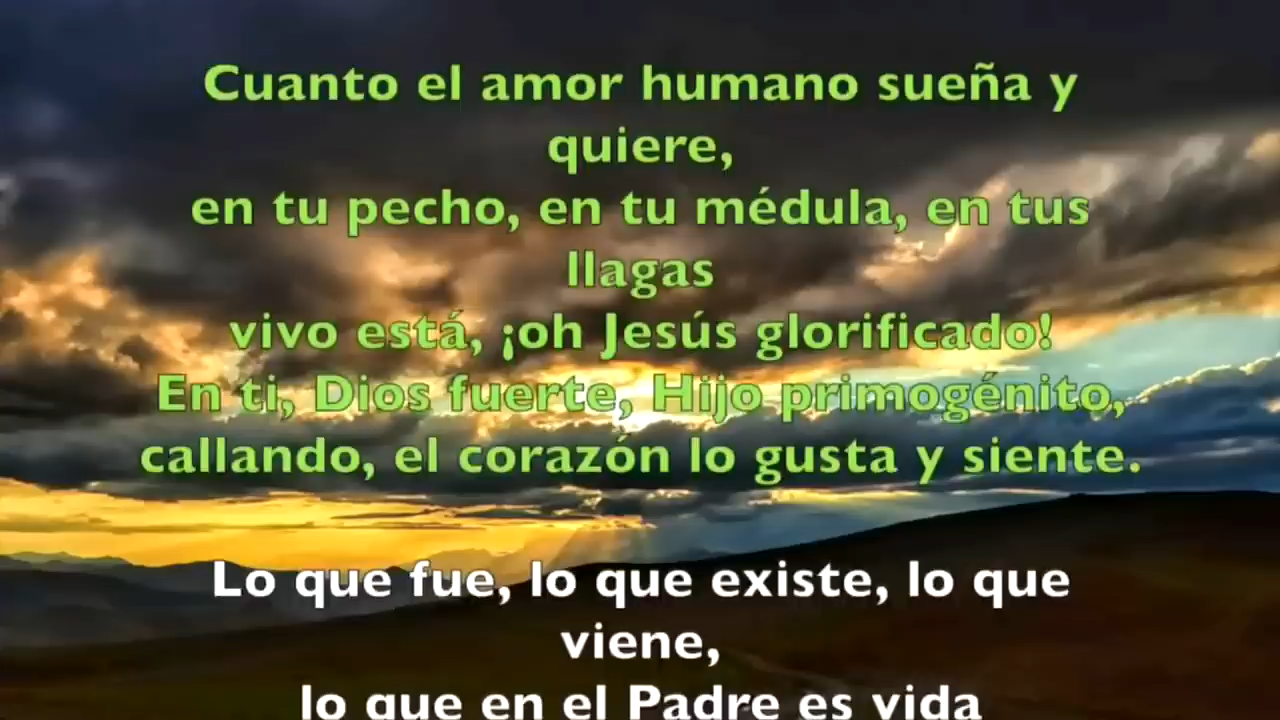 Cuanto el amor humano sueña y
quiere,
en tu pecho, en tu médula, en tus
llagas
vivo está, ¡oh Jesús glorificado!
En ti, Dios fuerte, Hijo primogénito,
callando, el corazón lo gusta y siente.
Lo que fue, lo que existe, lo que
viene,
lo que en el Padre es vida